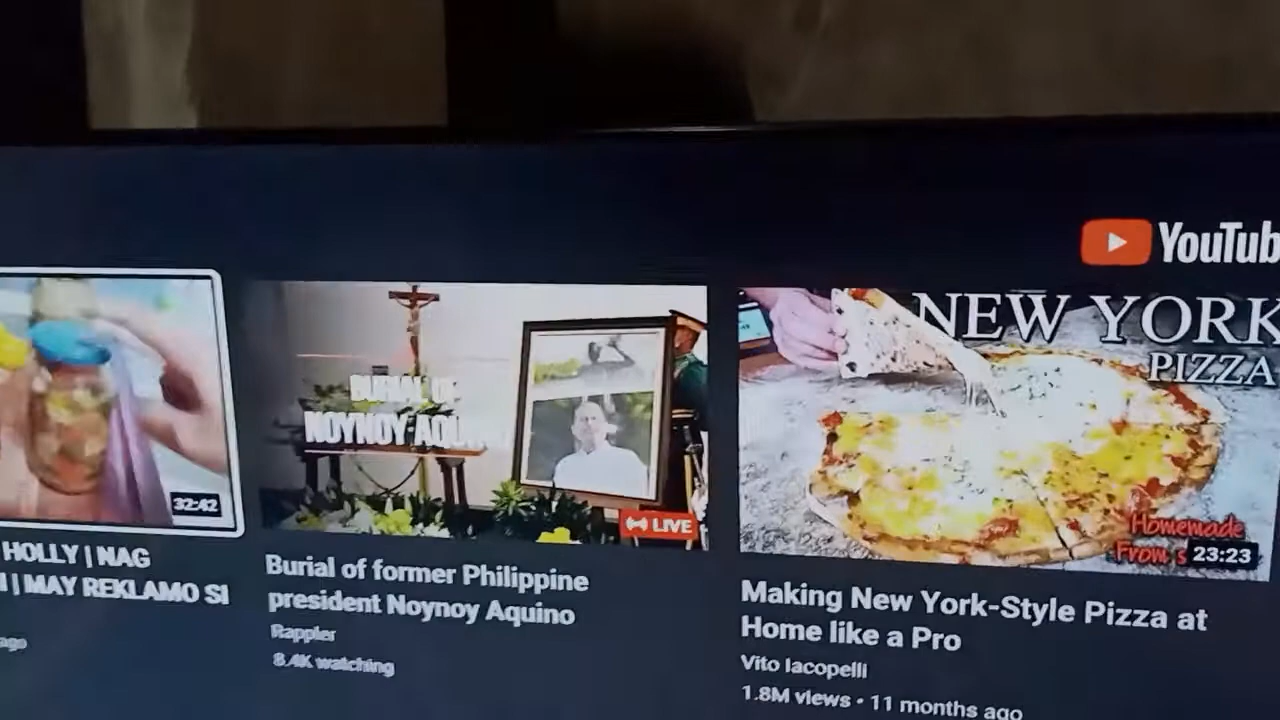 YouTub
32:42
HOLLY | NAG
| MAY REKLAMO SI
ago
BURIAL OF
NOYNOY AQUINO
LIVE
Burial of former Philippine
president Noynoy Aquino
Rappler
8.4K watching
NEW YORK
PIZZA
Homemade
From s
23:23
Making New York-Style Pizza at
Home like a Pro
Vito Iacopelli
1.8M views • 11 months ago